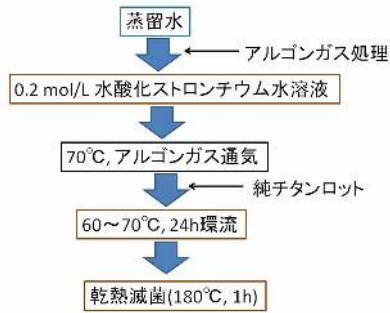 蒸留水
アルゴンガス処理
0.2 mol/L 水酸化ストロンチウム水溶液
70℃, アルゴンガス通気
純チタンロット
60～70℃, 24h環流
乾熱滅菌(180℃, 1h)